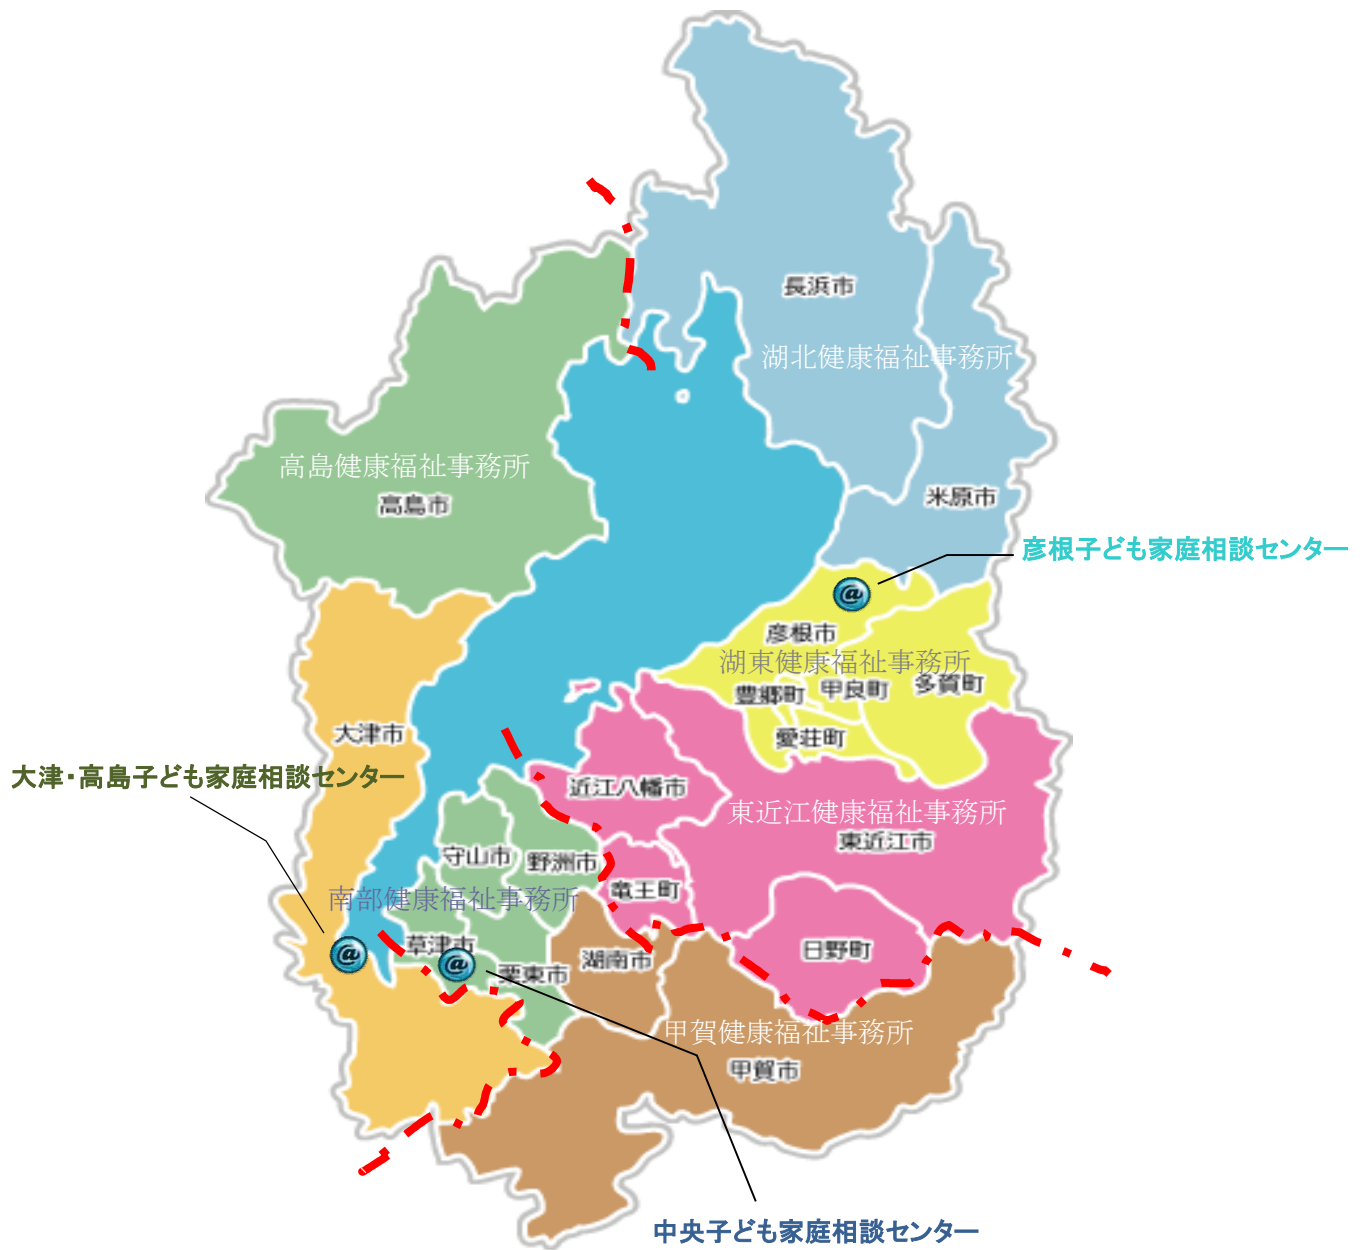 長浜市
湖北健康福祉事務所
高島健康福祉事務所
高島市
米原市
彦根子ども家庭相談センター
彦根市
湖東健康福祉事務所
豊郷町
甲良町
多賀町
愛荘町
大津市
大津・高島子ども家庭相談センター
近江八幡市
東近江健康福祉事務所
東近江市
守山市
野洲市
竜王町
南部健康福祉事務所
草津市
栗東市
湖南市
日野町
甲賀健康福祉事務所
甲賀市
中央子ども家庭相談センター
@
@
@